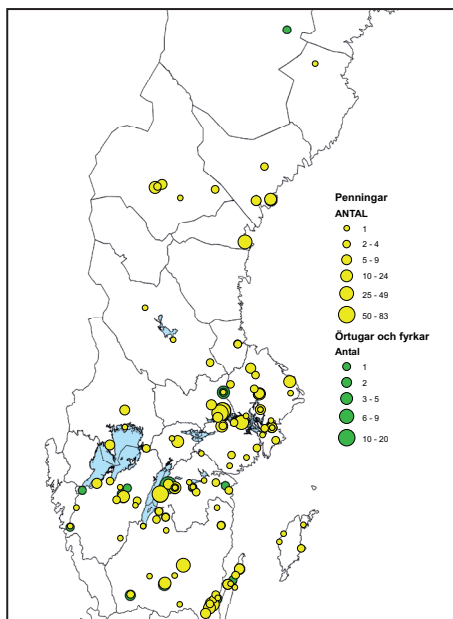 Penningar
ANTAL
1
2 - 4
5 - 9
10 - 24
25 - 49
50 - 83
Örtugar och fyrkar
Antal
1
2
3 - 5
6 - 9
10 - 20